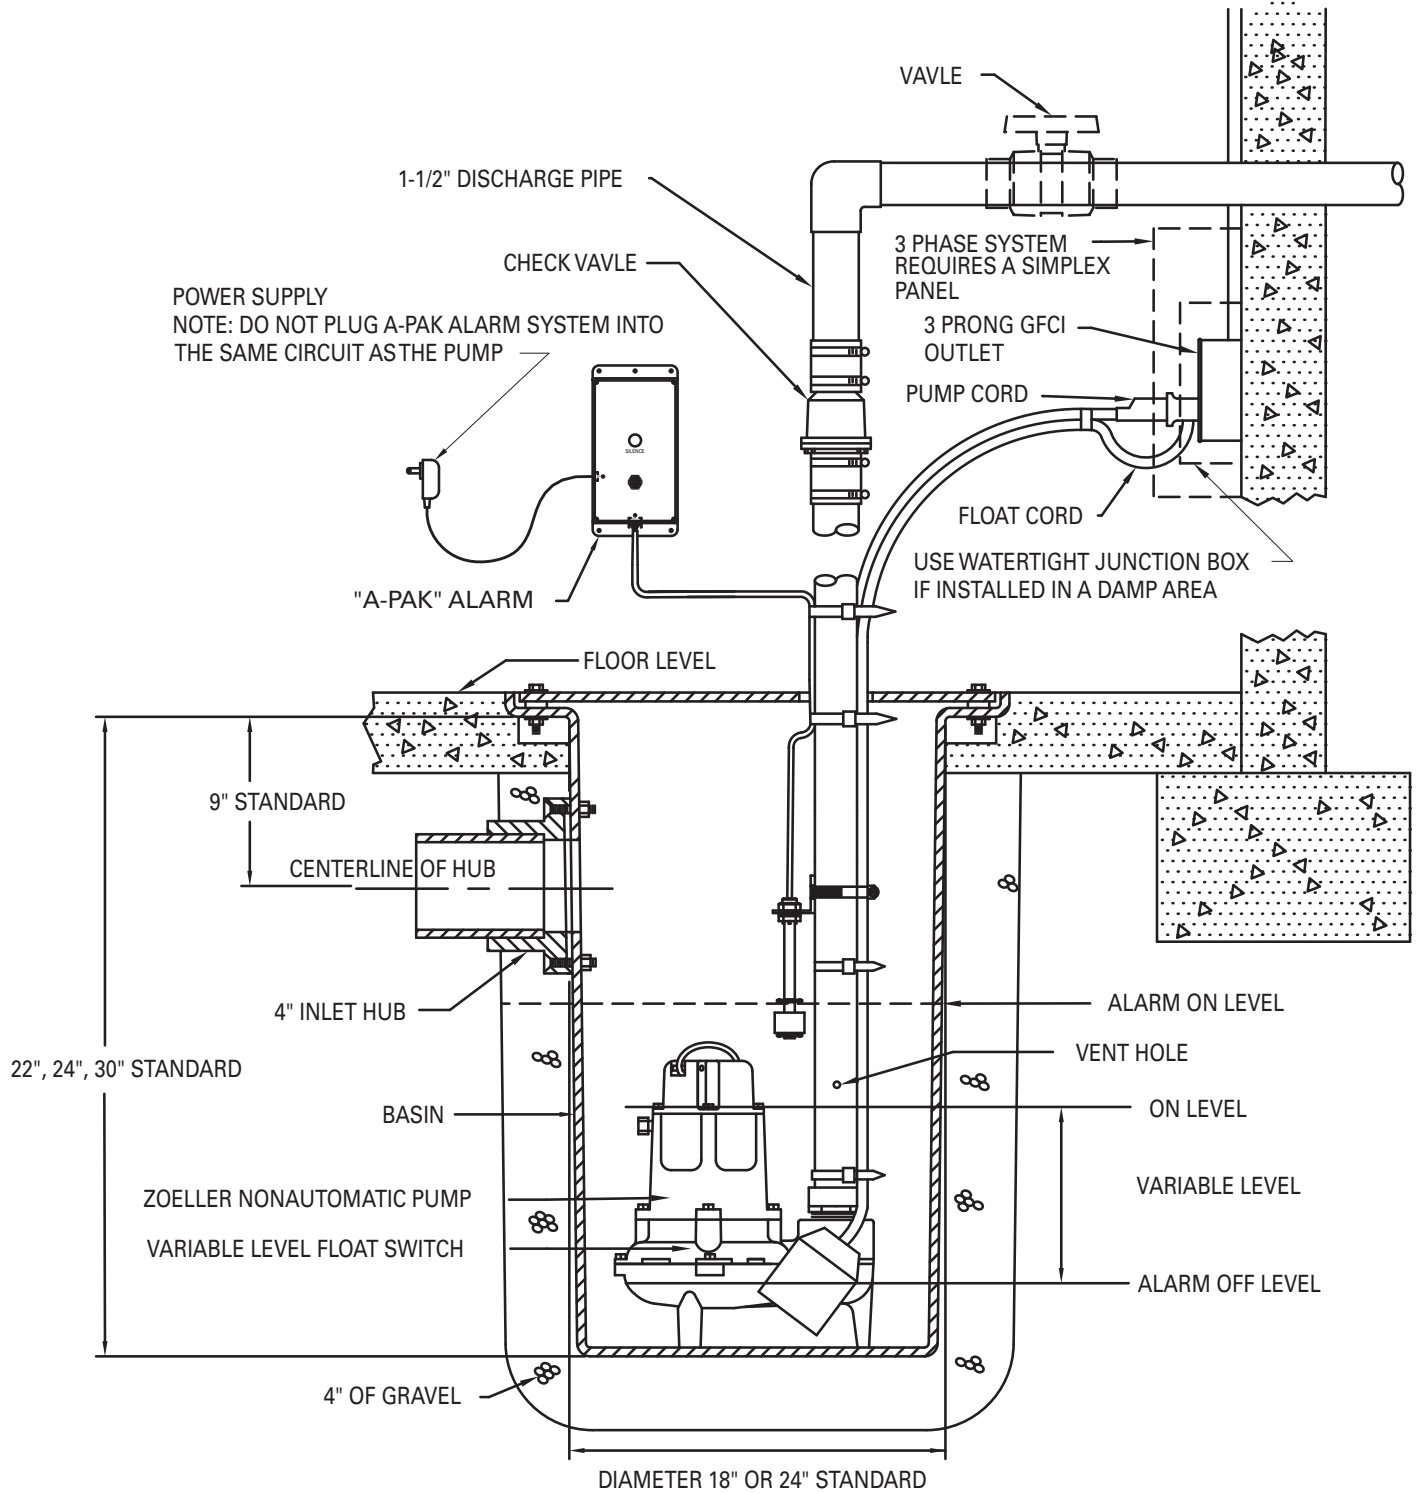 VAVLE
1-1/2" DISCHARGE PIPE
3 PHASE SYSTEM
REQUIRES A SIMPLEX
PANEL
CHECK VAVLE
POWER SUPPLY
NOTE: DO NOT PLUG A-PAK ALARM SYSTEM INTO
THE SAME CIRCUIT AS THE PUMP
3 PRONG GFCI
OUTLET
PUMP CORD
SILENCE
FLOAT CORD
USE WATERTIGHT JUNCTION BOX
IF INSTALLED IN A DAMP AREA
"A-PAK" ALARM
FLOOR LEVEL
9" STANDARD
CENTERLINE OF HUB
4" INLET HUB
ALARM ON LEVEL
VENT HOLE
22", 24", 30" STANDARD
BASIN
ON LEVEL
ZOELLER NONAUTOMATIC PUMP
VARIABLE LEVEL
VARIABLE LEVEL FLOAT SWITCH
ALARM OFF LEVEL
4" OF GRAVEL
DIAMETER 18" OR 24" STANDARD